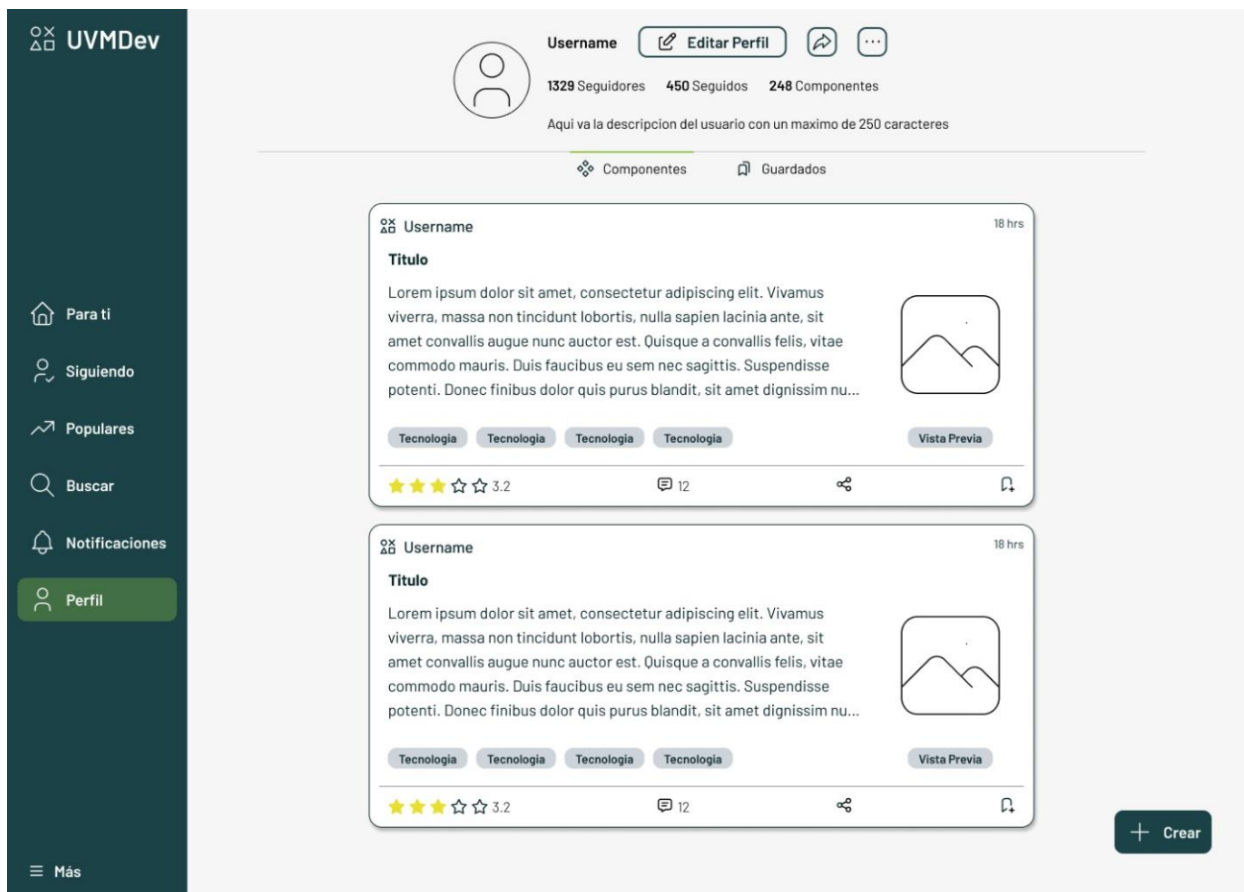 UVMDev
Para ti
Siguiendo
Populares
Buscar
Notificaciones
Perfil
Más
Username
Editar Perfil
1329 Seguidores 450 Seguidos 248 Componentes
Aqui va la descripcion del usuario con un maximo de 250 caracteres
Componentes Guardados
Username 18 hrs
Titulo
Lorem ipsum dolor sit amet, consectetur adipiscing elit. Vivamus
viverra, massa non tincidunt lobortis, nulla sapien lacinia ante, sit
amet convallis augue nunc auctor est. Quisque a convallis felis, vitae
commodo mauris. Duis faucibus eu sem nec sagittis. Suspendisse
potenti. Donec finibus dolor quis purus blandit, sit amet dignissim nu...
Tecnologia Tecnologia Tecnologia Tecnologia Vista Previa
3.2 12
Username 18 hrs
Titulo
Lorem ipsum dolor sit amet, consectetur adipiscing elit. Vivamus
viverra, massa non tincidunt lobortis, nulla sapien lacinia ante, sit
amet convallis augue nunc auctor est. Quisque a convallis felis, vitae
commodo mauris. Duis faucibus eu sem nec sagittis. Suspendisse
potenti. Donec finibus dolor quis purus blandit, sit amet dignissim nu...
Tecnologia Tecnologia Tecnologia Tecnologia Vista Previa
3.2 12
Crear